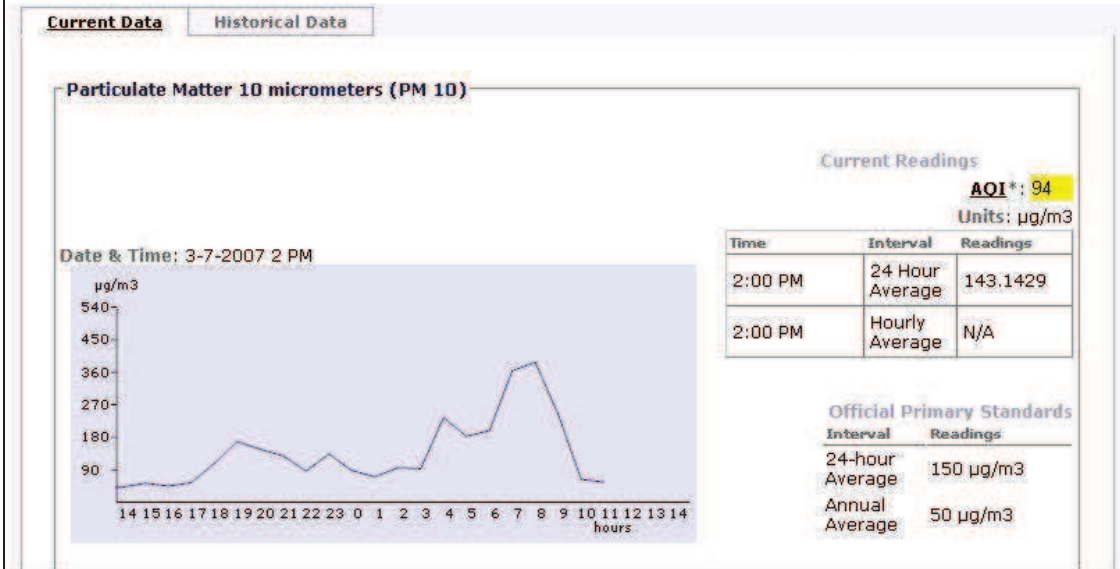 Current Data Historical Data
Particulate Matter 10 micrometers (PM 10)
Current Readings
AQI*: 94
Units: µg/m3
Date & Time: 3-7-2007 2 PM
Time Interval Readings
2:00 PM 24 Hour Average 143.1429
2:00 PM Hourly Average N/A
µg/m3
540
450
360
270
180
90
14 15 16 17 18 19 20 21 22 23 0 1 2 3 4 5 6 7 8 9 10 11 12 13 14
hours
Official Primary Standards
Interval Readings
24-hour Average 150 µg/m3
Annual Average 50 µg/m3